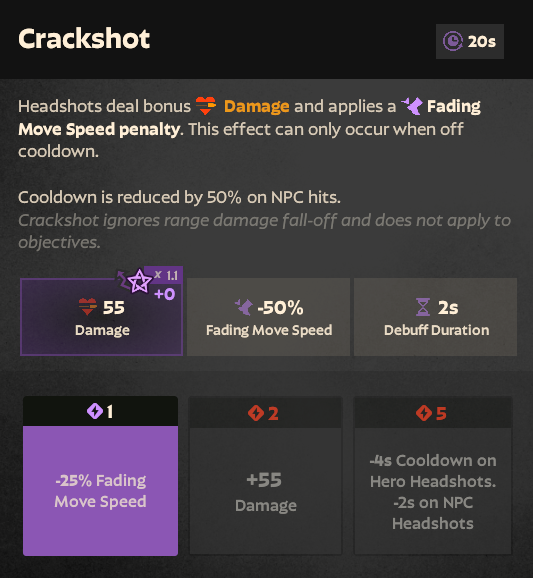 Crackshot
20s
Headshots deal bonus Damage and applies a Fading
Move Speed penalty. This effect can only occur when off
cooldown.
Cooldown is reduced by 50% on NPC hits.
Crackshot ignores range damage fall-off and does not apply to
objectives.
x 1.1
+0
55
Damage
-50%
Fading Move Speed
2s
Debuff Duration
1
-25% Fading
Move Speed
2
+55
Damage
5
-4s Cooldown on
Hero Headshots.
-2s on NPC
Headshots